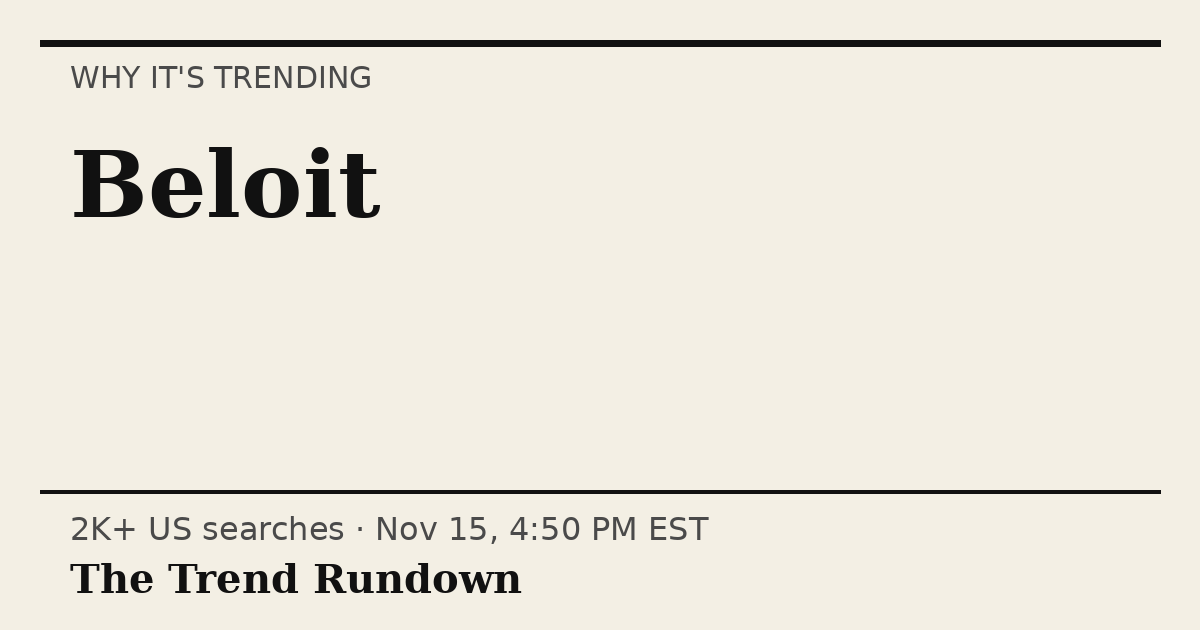 WHY IT'S TRENDING
Beloit
2K+ US searches · Nov 15, 4:50 PM EST
The Trend Rundown